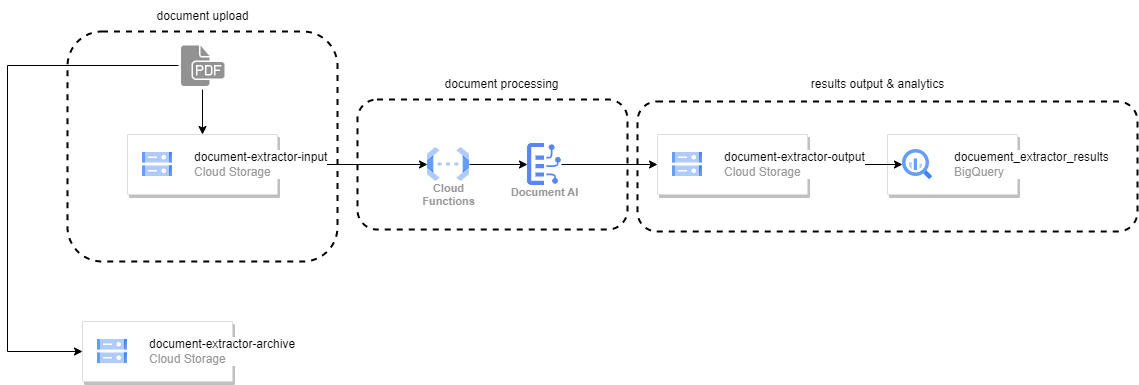 document upload
PDF
document-extractor-input
Cloud Storage
document processing
Cloud
Functions
Document AI
results output & analytics
document-extractor-output
Cloud Storage
docuement_extractor_results
BigQuery
document-extractor-archive
Cloud Storage